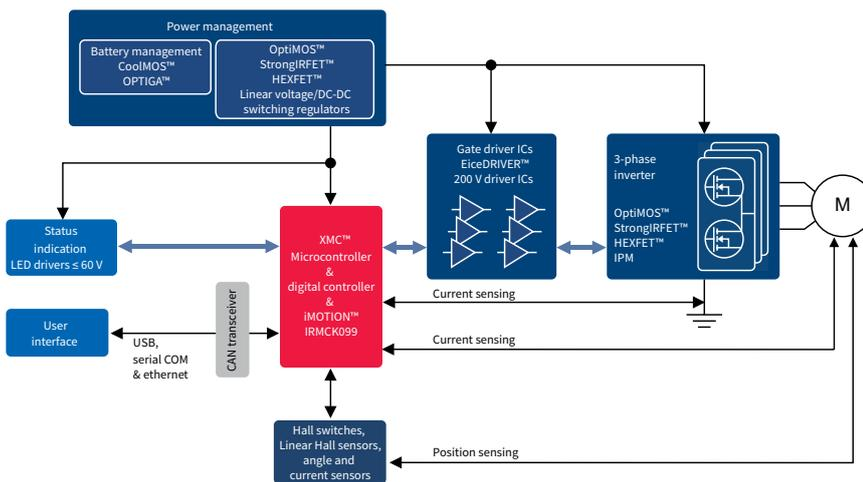 Power management
Battery management
CoolMOS™
OPTIGA™
OptiMOS™
StrongIRFET™
HEXFET™
Linear voltage/DC-DC
switching regulators
Gate driver ICs
EiceDRIVER™
200 V driver ICs
3-phase
inverter
OptiMOS™
StrongIRFET™
HEXFET™
IPM
M
Status
indication
LED drivers ≤ 60 V
XMC™
Microcontroller
&
digital controller
&
iMOTION™
IRMCK099
User
interface
USB,
serial COM
& ethernet
CAN transceiver
Current sensing
Current sensing
Hall switches,
Linear Hall sensors,
angle and
current sensors
Position sensing